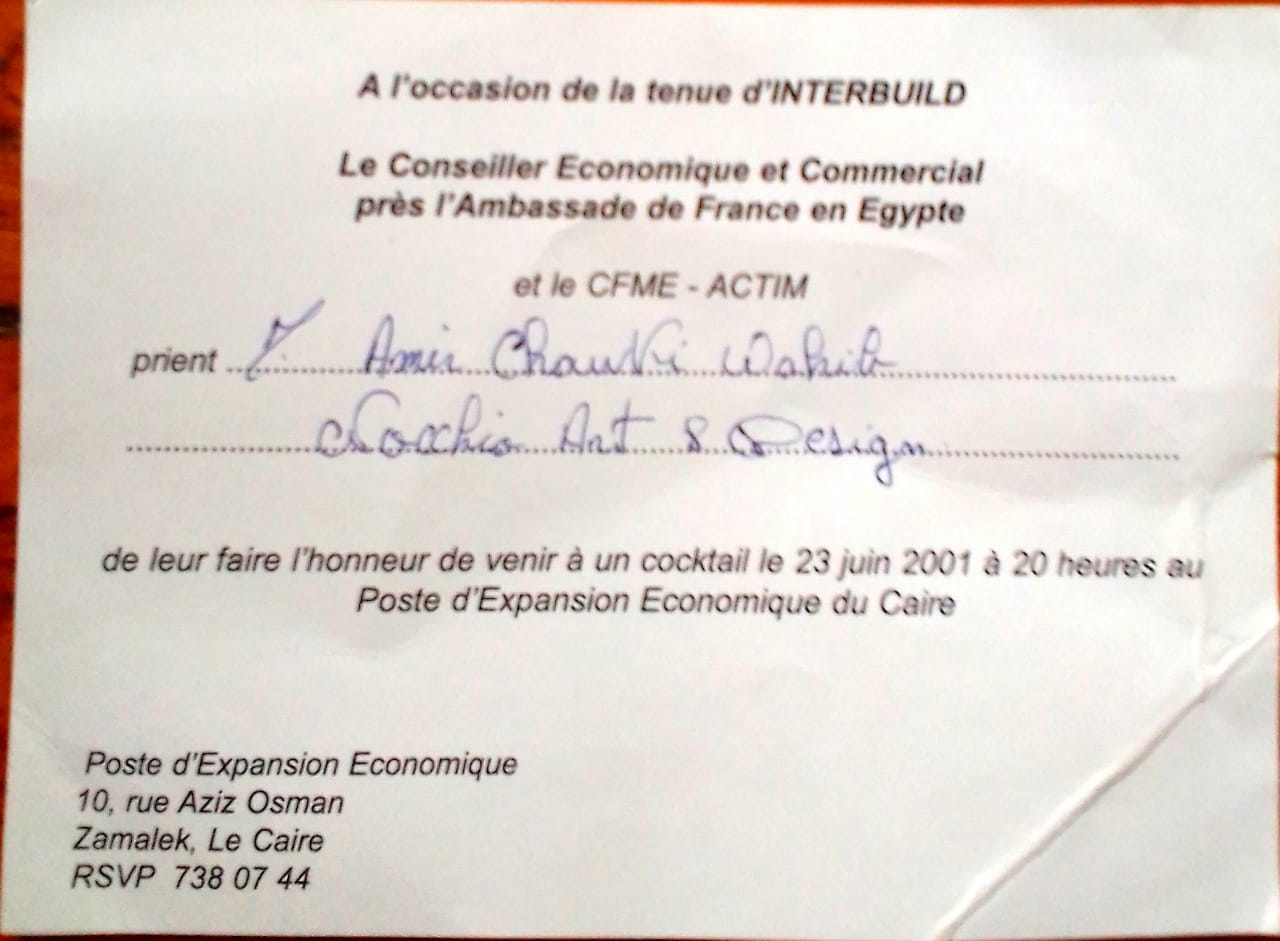 A l'occasion de la tenue d'INTERBUILD
Le Conseiller Economique et Commercial
près l'Ambassade de France en Egypte
et le CFME - ACTIM
prient Amir Chauki Wahib
Art & Design
de leur faire l'honneur de venir à un cocktail le 23 juin 2001 à 20 heures au
Poste d'Expansion Economique du Caire
Poste d'Expansion Economique
10, rue Aziz Osman
Zamalek, Le Caire
RSVP 738 07 44